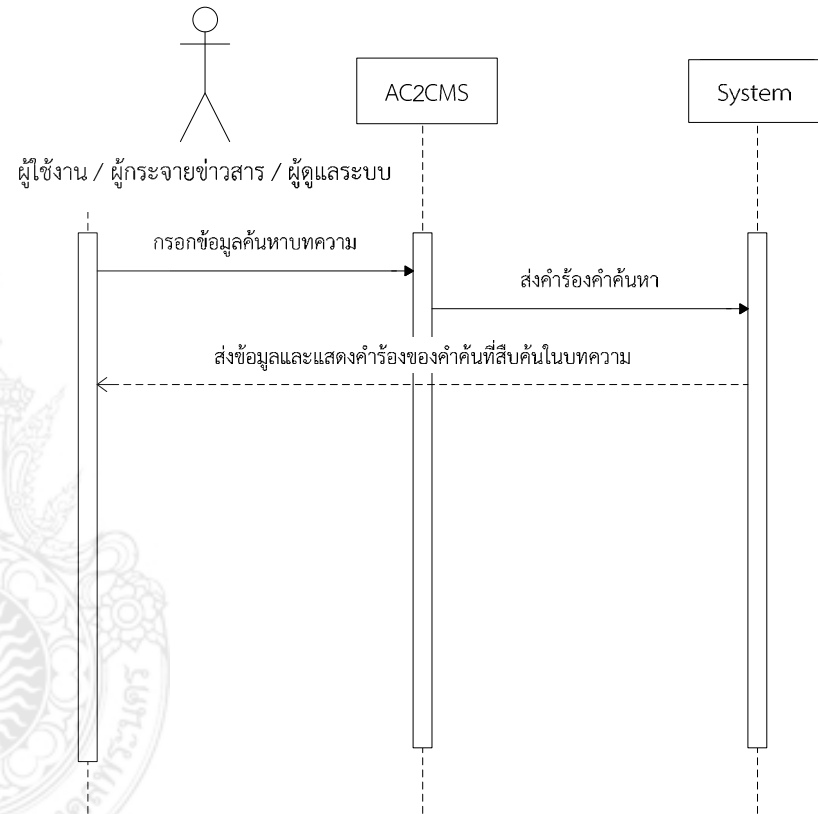 AC2CMS
System
ผู้ใช้งาน / ผู้กระจายข่าวสาร / ผู้ดูแลระบบ
กรอกข้อมูลค้นหาบทความ
ส่งคำร้องคำค้นหา
ส่งข้อมูลและแสดงคำร้องของคำค้นที่สืบค้นในบทความ